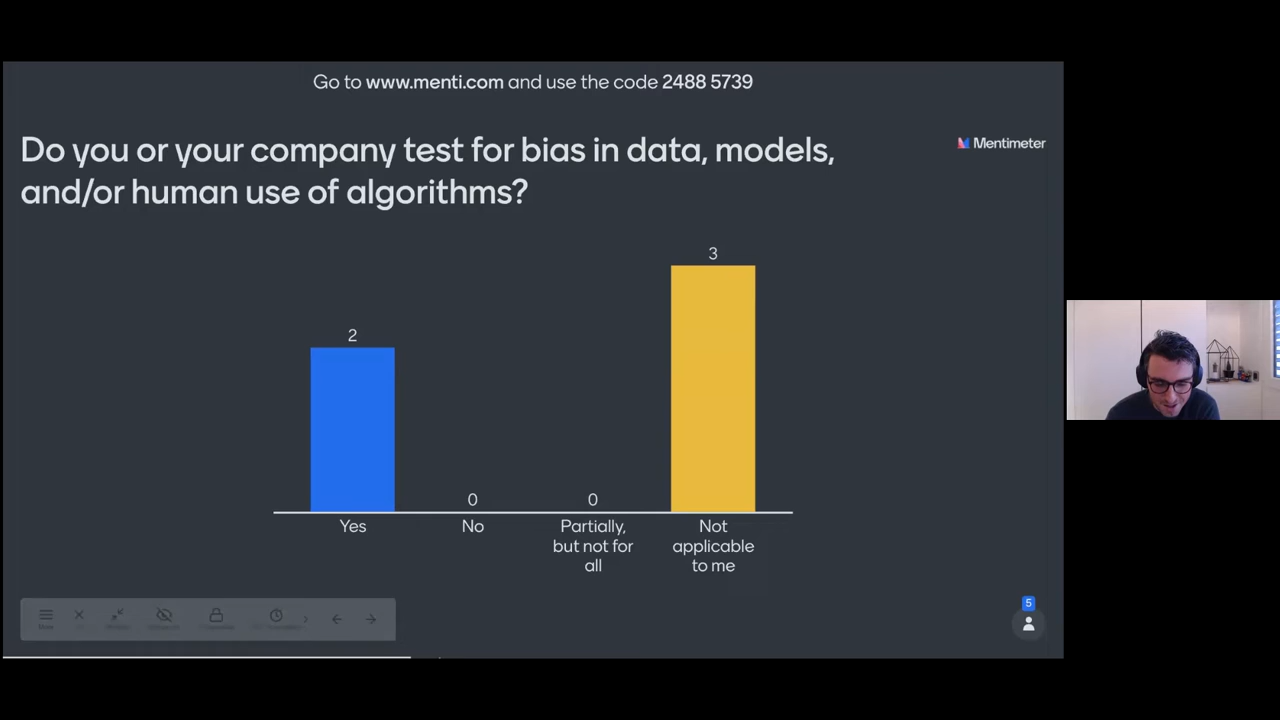 Go to www.menti.com and use the code 2488 5739
Do you or your company test for bias in data, models,
and/or human use of algorithms?
Mentimeter
3
2
0
0
Yes
No
Partially,
but not for
all
Not
applicable
to me
5